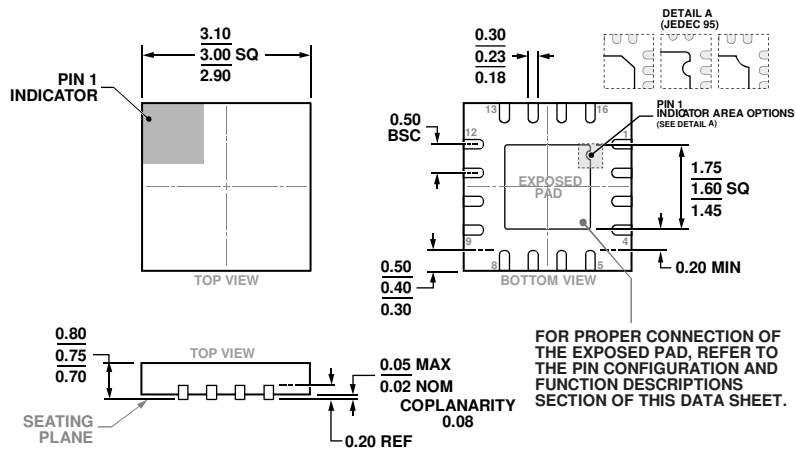 3.10
3.00 SQ
2.90
PIN 1
INDICATOR
TOP VIEW
0.30
0.23
0.18
DETAIL A
(JEDEC 95)
PIN 1
INDICATOR AREA OPTIONS
(SEE DETAIL A)
0.50
BSC
13
16
12
1
EXPOSED
PAD
9
4
8
5
BOTTOM VIEW
1.75
1.60 SQ
1.45
0.50
0.40
0.30
0.20 MIN
FOR PROPER CONNECTION OF
THE EXPOSED PAD, REFER TO
THE PIN CONFIGURATION AND
FUNCTION DESCRIPTIONS
SECTION OF THIS DATA SHEET.
0.80
0.75
0.70
TOP VIEW
0.05 MAX
0.02 NOM
COPLANARITY
0.08
SEATING
PLANE
0.20 REF